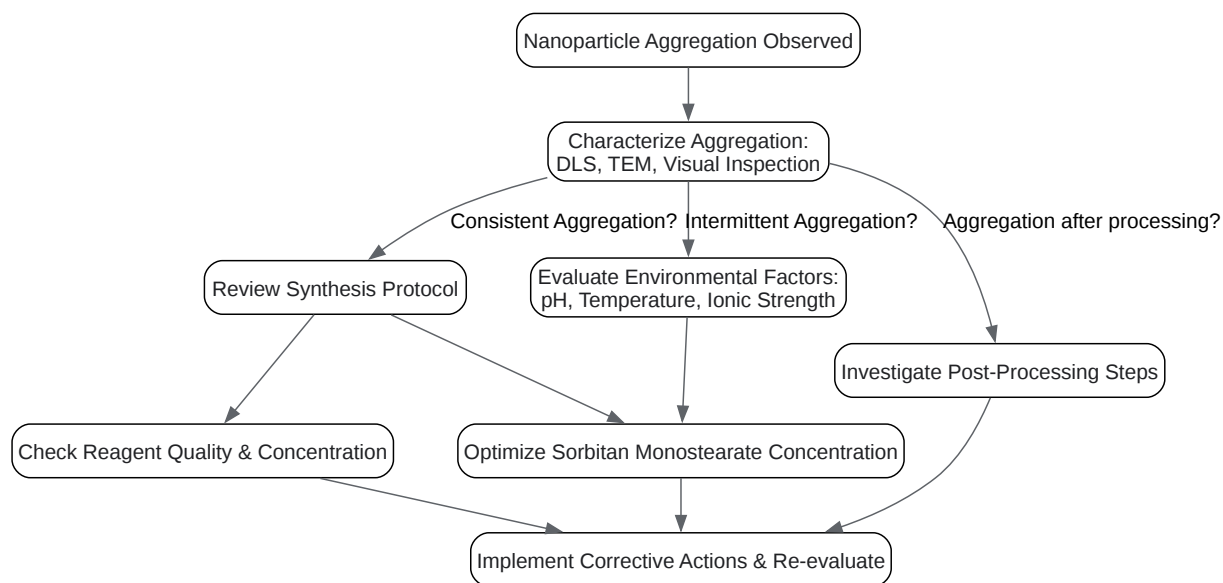 Nanoparticle Aggregation Observed
Characterize Aggregation:
DLS, TEM, Visual Inspection
Consistent Aggregation?
Intermittent Aggregation?
Aggregation after processing?
Review Synthesis Protocol
Evaluate Environmental Factors:
pH, Temperature, Ionic Strength
Investigate Post-Processing Steps
Check Reagent Quality & Concentration
Optimize Sorbitan Monostearate Concentration
Implement Corrective Actions & Re-evaluate